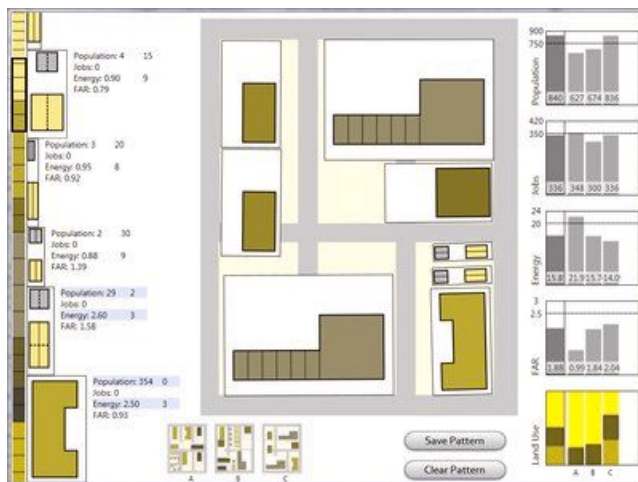 Population: 4 15
Jobs: 0
Energy: 0.90 9
FAR: 0.79
Population: 3 20
Jobs: 0
Energy: 0.95 8
FAR: 0.92
Population: 2 30
Jobs: 0
Energy: 0.88 9
FAR: 1.39
Population: 29 2
Jobs: 0
Energy: 2.60 3
FAR: 1.58
Population: 354 0
Jobs: 0
Energy: 2.50 3
FAR: 0.93
A
B
C
Save Pattern
Clear Pattern
900
750
Population
840 627 674 836
420
350
Jobs
336 348 300 336
24
20
Energy
15.8 21.9 15.7 14.0
3
2.5
FAR
1.88 0.99 1.84 2.04
Land Use
A B C